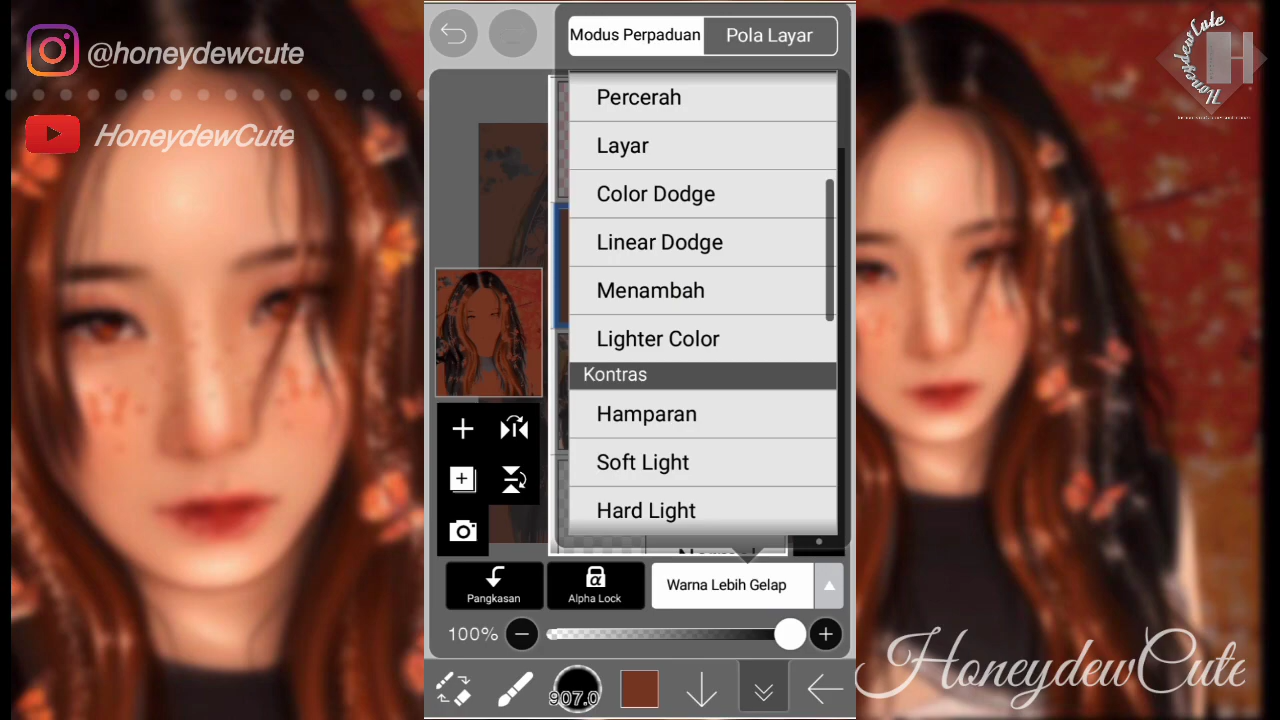 @honeydewcute
HoneydewCute
Modus Perpaduan
Pola Layar
Percerah
Layar
Color Dodge
Linear Dodge
Menambah
Lighter Color
Kontras
Hamparan
Soft Light
Hard Light
Pangkasan
Alpha Lock
Warna Lebih Gelap
100%
907.0
HoneydewCute
H
HoneydewCute